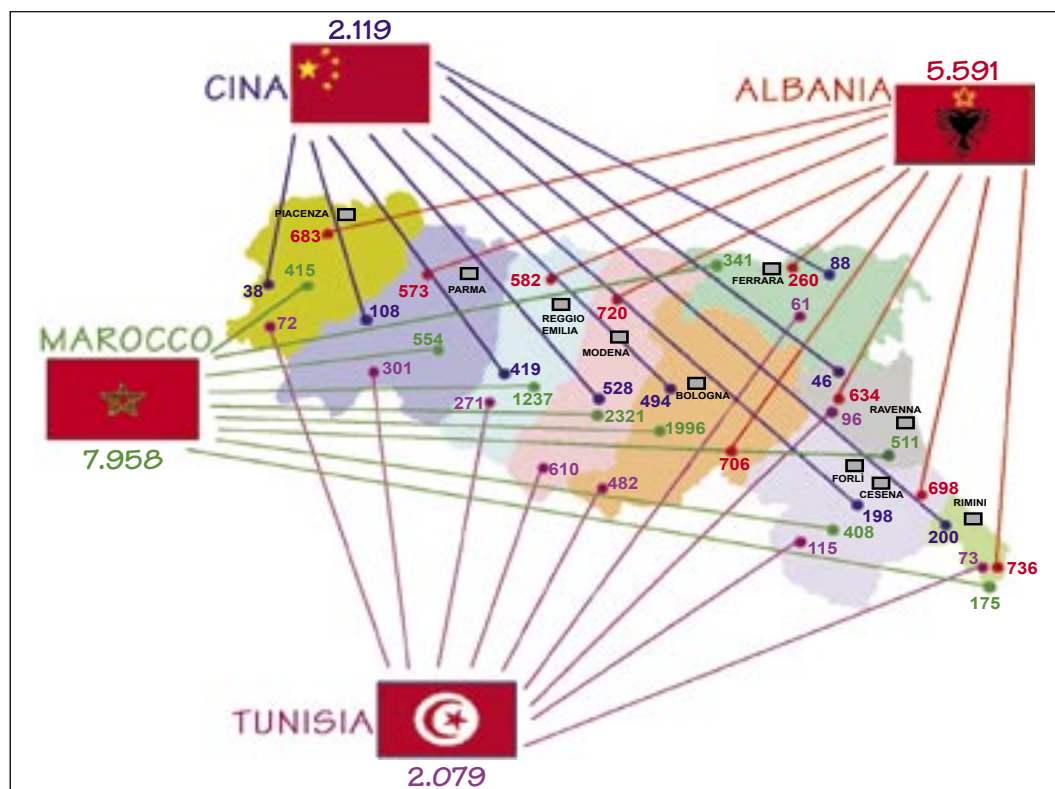 2.119
CINA
5.591
ALBANIA
PIACENZA
683
415
341
88
FERRARA
260
38
573
PARMA
582
61
72
108
720
REGGIO
EMILIA
MAROCCO
554
MODENA
301
419
46
1237
528
494
BOLOGNA
634
271
96
RAVENNA
2321
1996
511
7.958
706
610
482
FORLÌ
CESENA
698
RIMINI
198
408
200
115
73
736
175
TUNISIA
2.079